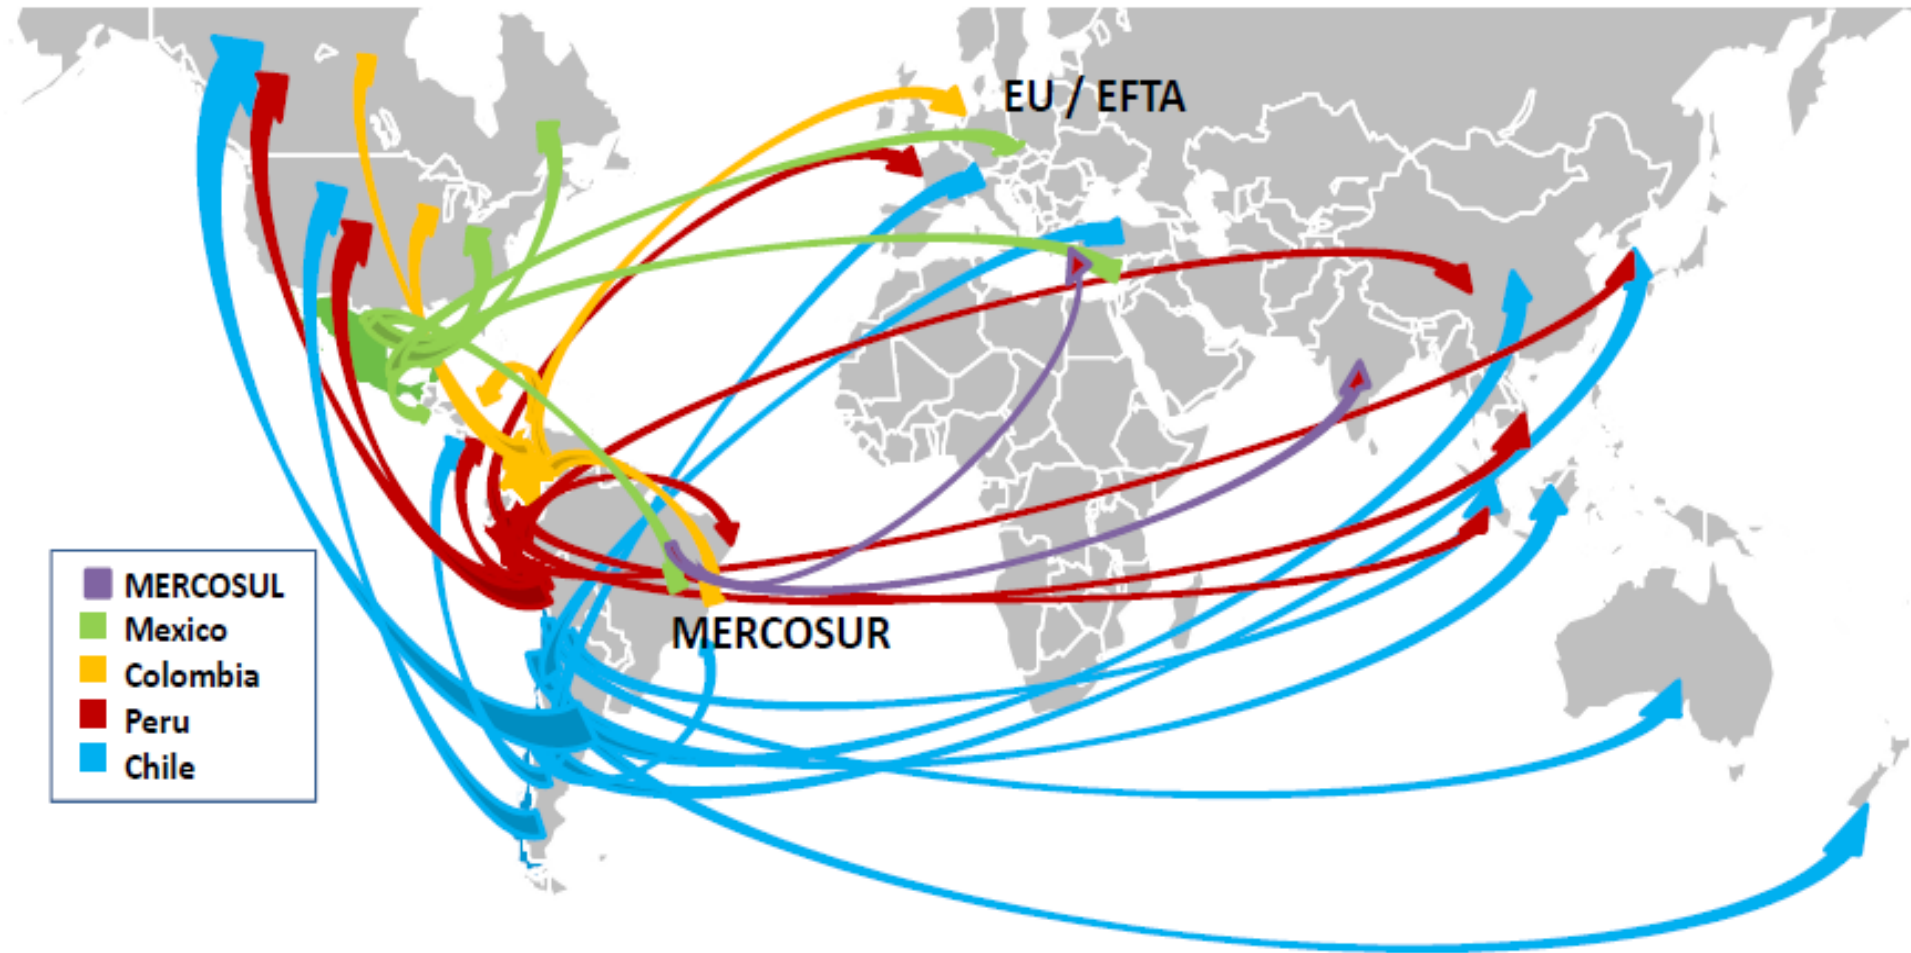 EU / EFTA
MERCOSUR
MERCOSUL
Mexico
Colombia
Peru
Chile